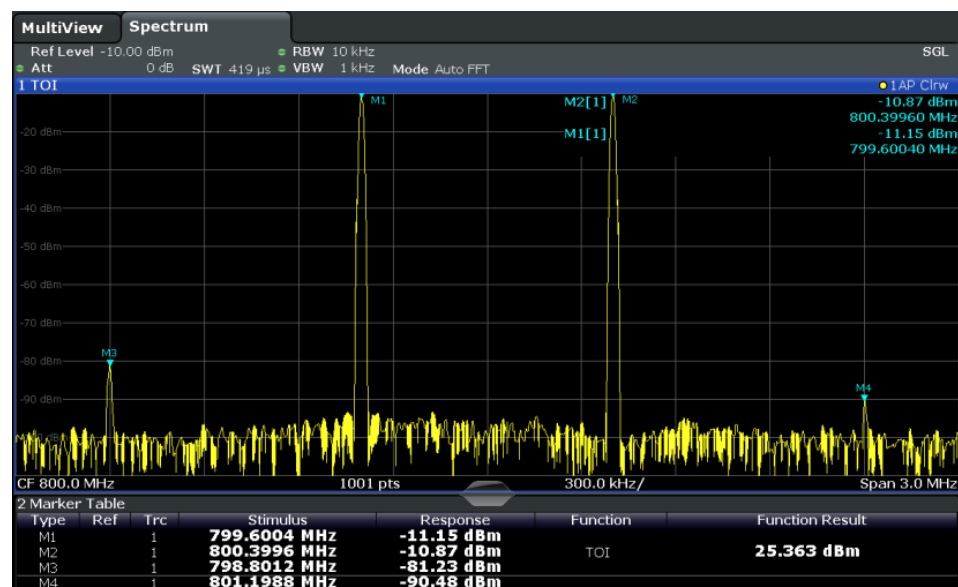 MultiView Spectrum
Ref Level -10.00 dBm RBW 10 kHz SGL
Att 0 dB SWT 419 µs VBW 1 kHz Mode Auto FFT
1 TOI 1AP Clrw
M1 M2[1] M2 -10.87 dBm
800.39960 MHz
-20 dBm M1[1] -11.15 dBm
799.60040 MHz
-30 dBm
-40 dBm
-50 dBm
-60 dBm
-70 dBm
M3
-80 dBm
M4
-90 dBm
CF 800.0 MHz 1001 pts 300.0 kHz/ Span 3.0 MHz
2 Marker Table
Type Ref Trc Stimulus Response Function Function Result
M1 1 799.6004 MHz -11.15 dBm
M2 1 800.3996 MHz -10.87 dBm TOI 25.363 dBm
M3 1 798.8012 MHz -81.23 dBm
M4 1 801.1988 MHz -90.48 dBm